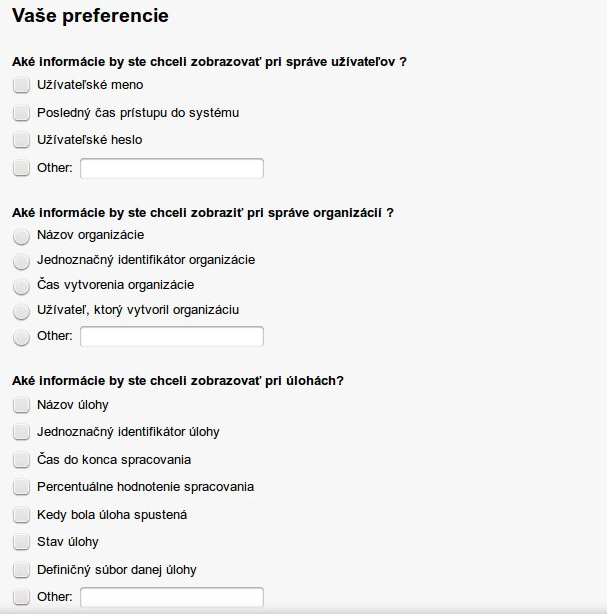 Vaše preferencie
Aké informácie by ste chceli zobrazovať pri správe užívateľov ?
Užívateľské meno
Posledný čas prístupu do systému
Užívateľské heslo
Other:
Aké informácie by ste chceli zobraziť pri správe organizácií ?
Názov organizácie
Jednoznačný identifikátor organizácie
Čas vytvorenia organizácie
Užívateľ, ktorý vytvoril organizáciu
Other:
Aké informácie by ste chceli zobrazovať pri úlohách?
Názov úlohy
Jednoznačný identifikátor úlohy
Čas do konca spracovania
Percentuálne hodnotenie spracovania
Kedy bola úloha spustená
Stav úlohy
Definičný súbor danej úlohy
Other: